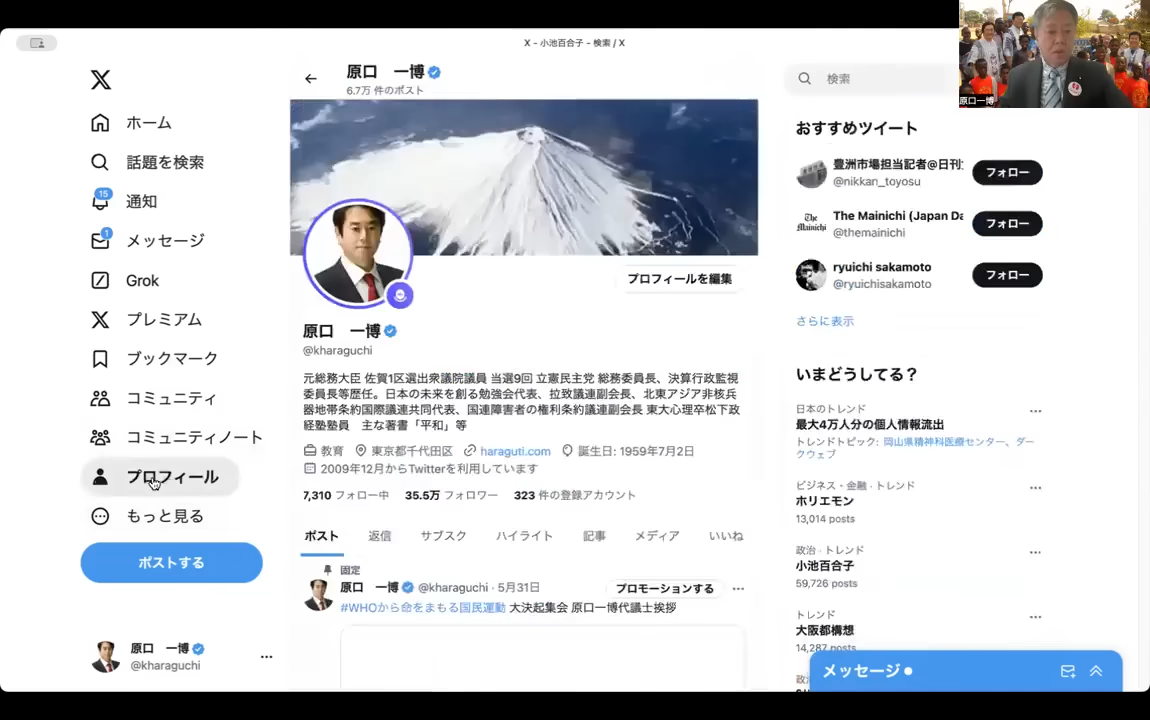 X - 小池百合子 - 検索 / X
原口一博
ホーム
話題を検索
15
通知
1
メッセージ
Grok
プレミアム
ブックマーク
コミュニティ
コミュニティノート
プロフィール
もっと見る
ポストする
原口 一博
@kharaguchi
原口 一博
6.7万 件のポスト
プロフィールを編集
原口 一博
@kharaguchi
元総務大臣 佐賀1区選出衆議院議員 当選9回 立憲民主党 総務委員長、決算行政監視
委員長等歴任。日本の未来を創る勉強会代表、拉致議連副会長、北東アジア非核兵
器地帯条約国際議連共同代表、国連障害者の権利条約議連副会長 東大心理卒松下政
経塾塾員 主な著書「平和」等
教育 東京都千代田区 haraguti.com 誕生日: 1959年7月2日
2009年12月からTwitterを利用しています
7,310 フォロー中 35.5万 フォロワー 323 件の登録アカウント
ポスト 返信 サブスク ハイライト 記事 メディア いいね
固定
原口 一博 @kharaguchi · 5月31日 プロモーションする
#WHOから命をまもる国民運動 大決起集会 原口一博代議士挨拶
検索
おすすめツイート
豊洲市場担当記者@日刊
@nikkan_toyosu
フォロー
The Mainichi (Japan Da
@themainichi
フォロー
The Mainichi
ryuichi sakamoto
@ryuichisakamoto
フォロー
さらに表示
いまどうしてる？
日本のトレンド
最大4万人分の個人情報流出
トレンドトピック: 岡山県精神科医療センター、ダー
クウェブ
ビジネス・金融・トレンド
ホリエモン
13,014 posts
政治・トレンド
小池百合子
59,726 posts
トレンド
大阪都構想
14,287 posts
メッセージ